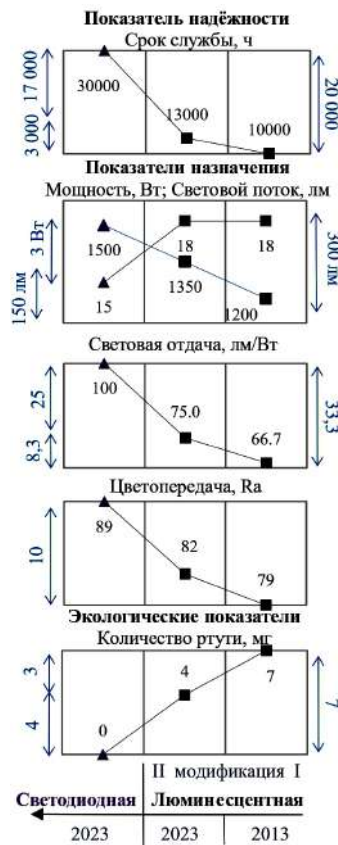 Показатель надёжности
Срок службы, ч
17 000
3 000
30000
13000
10000
20 000
Показатели назначения
Мощность, Вт; Световой поток, лм
3 Вт
150 лм
1500
18
18
15
1350
1200
300 лм
Световая отдача, лм/Вт
25
8,3
100
75.0
66.7
33,3
Цветопередача, Ra
10
89
82
79
Экологические показатели
Количество ртути, мг
3
4
0
4
7
7
II модификация I
Светодиодная
Люминесцентная
2023
2023
2013